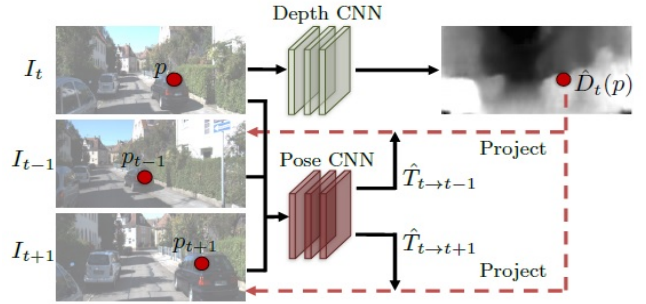 Depth CNN
I_t
p
D̂_t(p)
Project
I_{t-1}
p_{t-1}
Pose CNN
T̂_{t→t-1}
I_{t+1}
p_{t+1}
T̂_{t→t+1}
Project